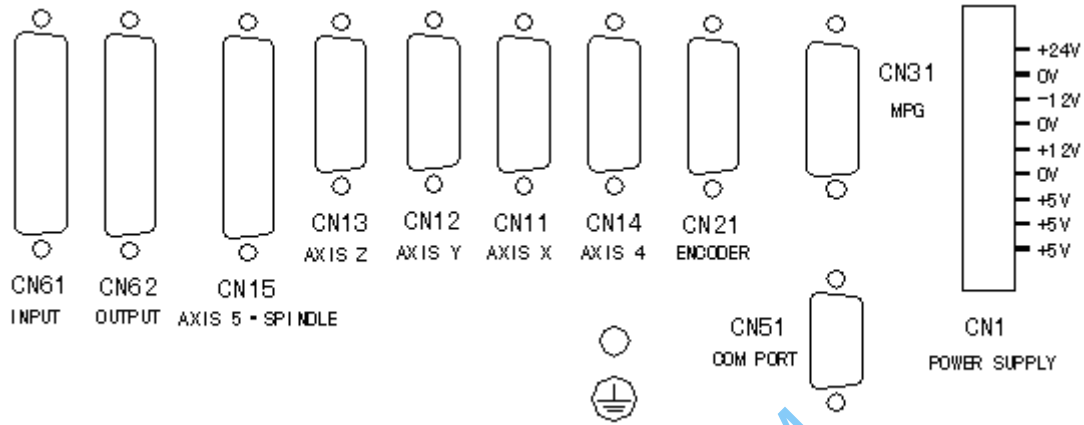 CN61
INPUT
CN62
OUTPUT
CN15
AXIS 5 - SPINDLE
CN13
AXIS Z
CN12
AXIS Y
CN11
AXIS X
CN14
AXIS 4
CN21
ENCODER
CN31
MPG
CN51
COM PORT
+24V
0V
-12V
0V
+12V
0V
+5V
+5V
+5V
CN1
POWER SUPPLY